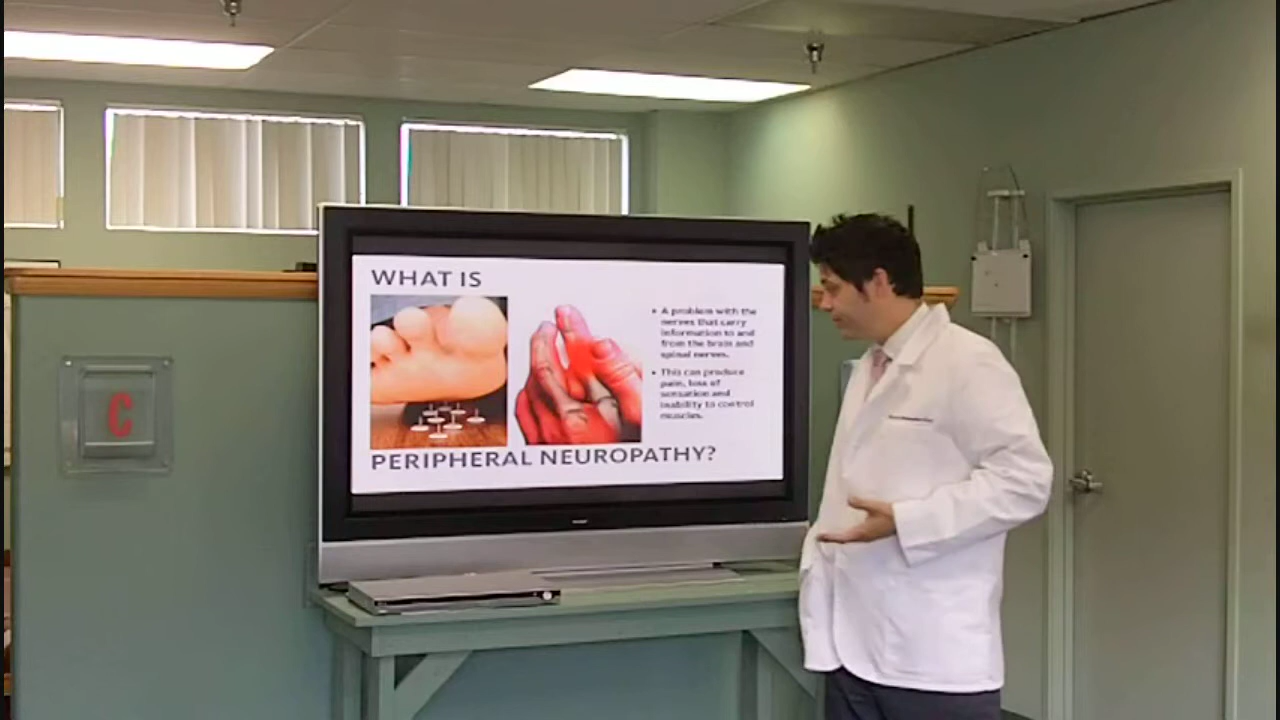 WHAT IS
• A problem with the
nerves that carry
information to and
from the brain and
spinal nerves.
• This can produce
pain, loss of
sensation and
inability to control
muscles.
PERIPHERAL NEUROPATHY?
C